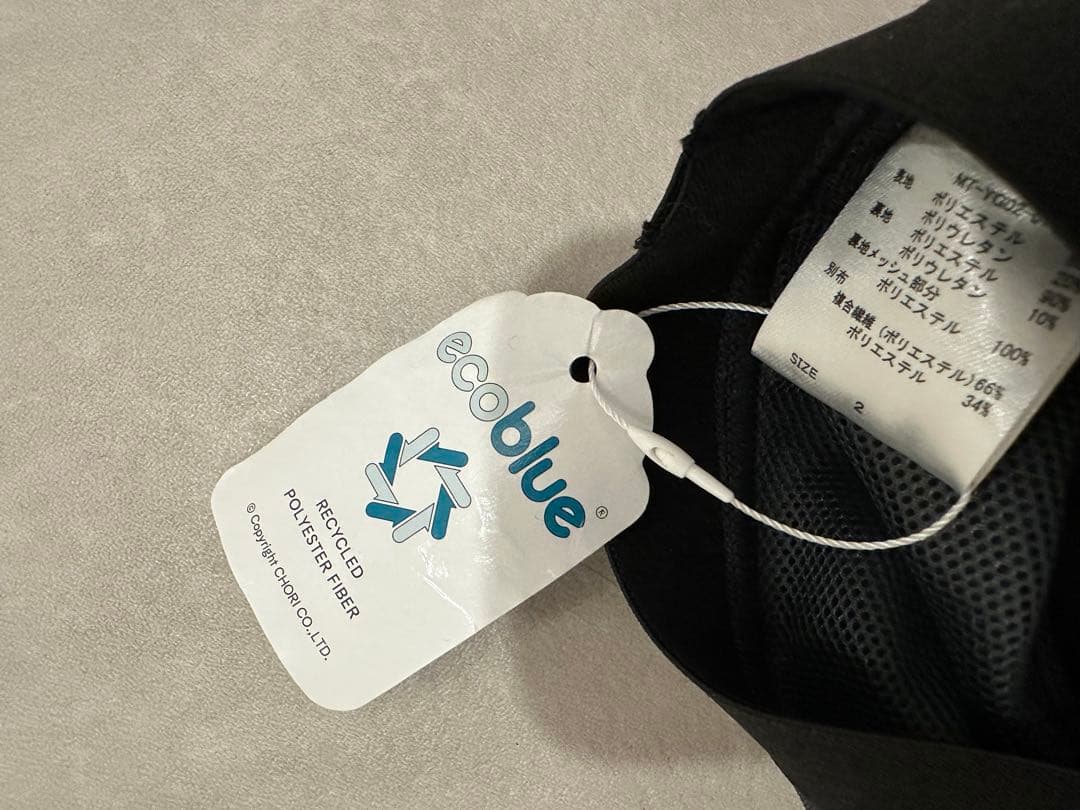 ecoblue®
RECYCLED
POLYESTER FIBER
© Copyright CHORI CO.,LTD.
MT-YG02
表地 ポリエステル
ポリウレタン
裏地 ポリエステル 90%
ポリウレタン 10%
裏地メッシュ部分
ポリエステル 100%
別布
複合繊維（ポリエステル）66%
ポリエステル 34%
SIZE 2